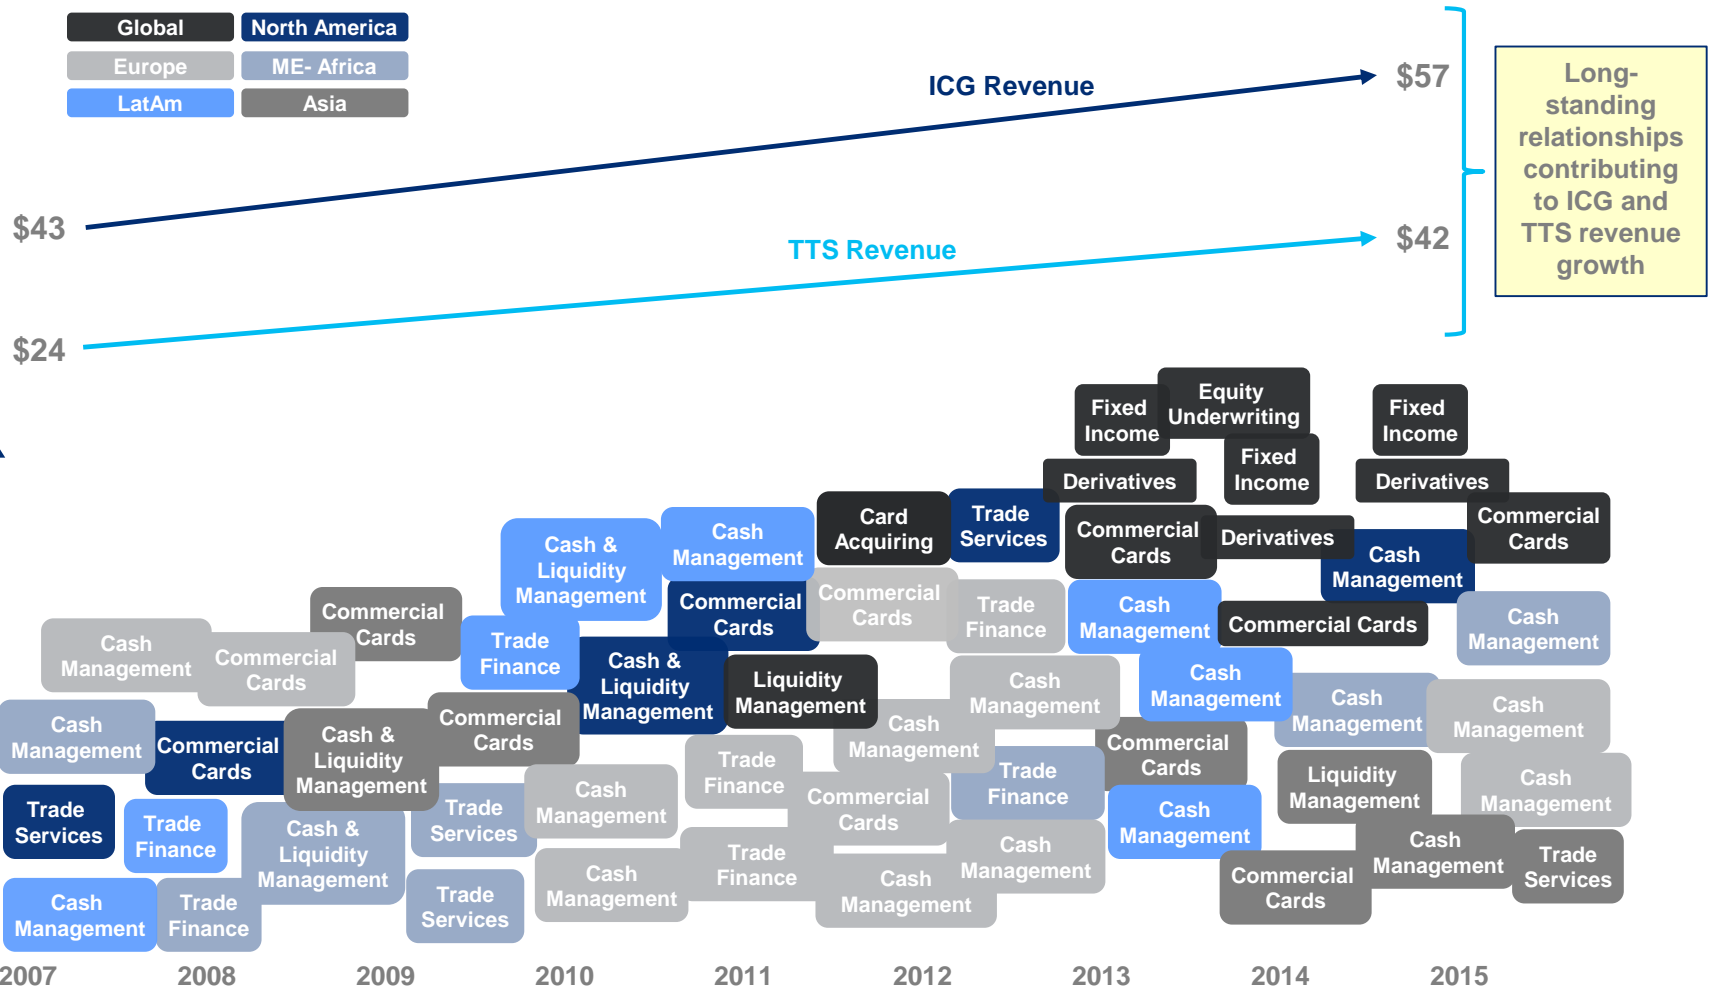 Global
North America
Europe
ME- Africa
LatAm
Asia
ICG Revenue
$57
$43
TTS Revenue
$42
$24
Long-
standing
relationships
contributing
to ICG and
TTS revenue
growth
Fixed
Income
Equity
Underwriting
Fixed
Income
Fixed
Income
Derivatives
Derivatives
Derivatives
Card
Acquiring
Trade
Services
Commercial
Cards
Cash
Management
Commercial
Cards
Cash &
Liquidity
Management
Cash
Management
Commercial
Cards
Trade
Finance
Commercial
Cards
Commercial
Cards
Trade
Finance
Cash
Management
Commercial Cards
Cash
Management
Cash
Management
Commercial
Cards
Cash &
Liquidity
Management
Liquidity
Management
Cash
Management
Cash
Management
Cash
Management
Cash
Management
Cash
Management
Commercial
Cards
Cash &
Liquidity
Management
Commercial
Cards
Cash
Management
Commercial
Cards
Trade
Finance
Trade
Finance
Liquidity
Management
Cash
Management
Trade
Services
Trade
Finance
Cash &
Liquidity
Management
Trade
Services
Cash
Management
Commercial
Cards
Cash
Management
Trade
Finance
Cash
Management
Cash
Management
Trade
Services
Cash
Management
Trade
Finance
Trade
Services
Cash
Management
Cash
Management
Commercial
Cards
2007
2008
2009
2010
2011
2012
2013
2014
2015